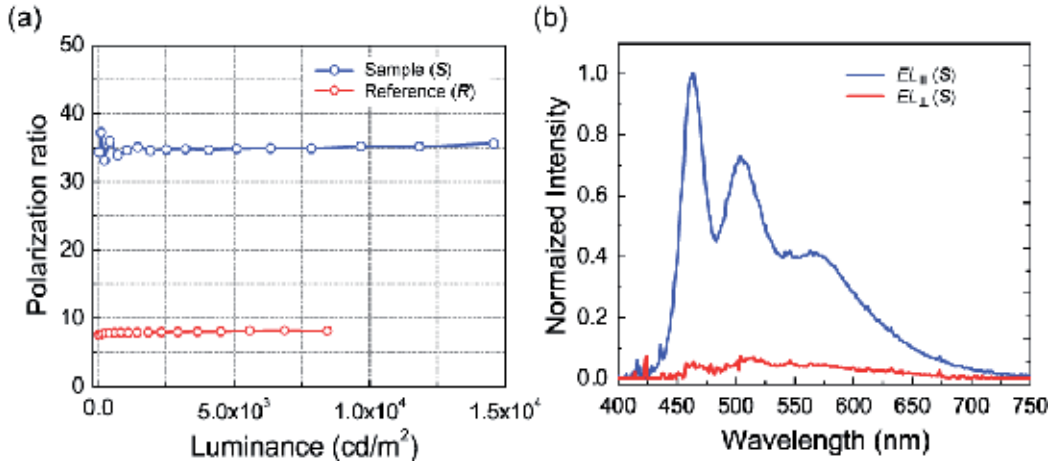 (a)
50
40
30
20
10
0
Polarization ratio
Sample (S)
Reference (R)
0.0
5.0x10³
1.0x10⁴
1.5x10⁴
Luminance (cd/m²)
(b)
1.0
0.8
0.6
0.4
0.2
0.0
Normaized Intensity
EL∥ (S)
EL⊥ (S)
400 450 500 550 600 650 700 750
Wavelength (nm)